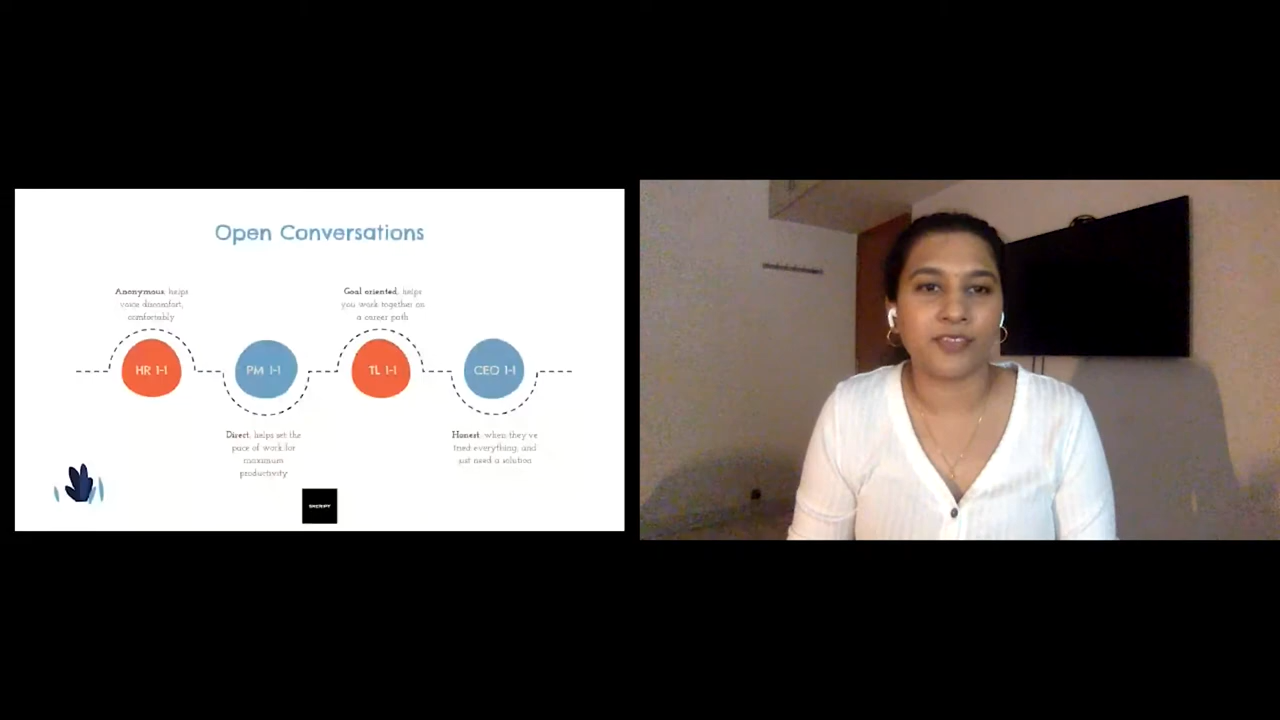 Open Conversations
Anonymous, helps
voice discomfort,
comfortably
Goal oriented, helps
you work together on
a career path
HR 1-1
PM 1-1
TL 1-1
CEO 1-1
Direct, helps set the
pace of work for
maximum
productivity
Honest, when they've
tried everything, and
just need a solution